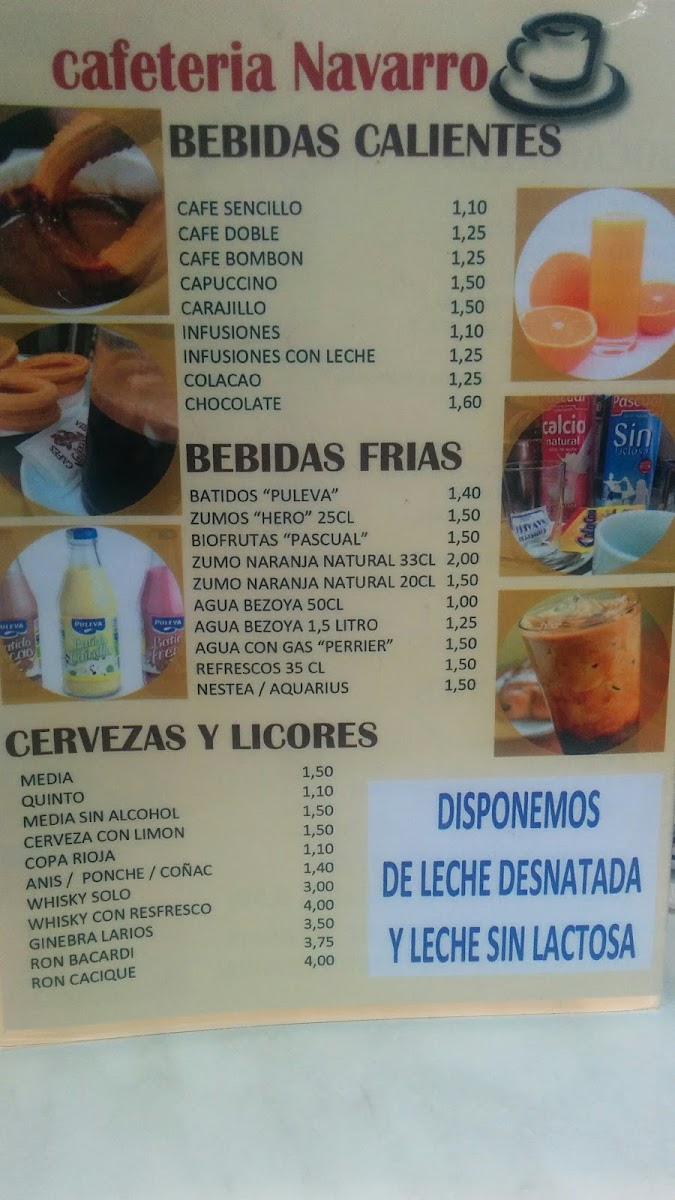 cafeteria Navarro
BEBIDAS CALIENTES
CAFE SENCILLO 1,10
CAFE DOBLE 1,25
CAFE BOMBON 1,25
CAPUCCINO 1,50
CARAJILLO 1,50
INFUSIONES 1,10
INFUSIONES CON LECHE 1,25
COLACAO 1,25
CHOCOLATE 1,60
BEBIDAS FRIAS
BATIDOS “PULEVA” 1,40
ZUMOS “HERO” 25CL 1,50
BIOFRUTAS “PASCUAL” 1,50
ZUMO NARANJA NATURAL 33CL 2,00
ZUMO NARANJA NATURAL 20CL 1,50
AGUA BEZOYA 50CL 1,00
AGUA BEZOYA 1,5 LITRO 1,25
AGUA CON GAS “PERRIER” 1,50
REFRESCOS 35 CL 1,50
NESTEA / AQUARIUS 1,50
CERVEZAS Y LICORES
MEDIA 1,50
QUINTO 1,10
MEDIA SIN ALCOHOL 1,50
CERVEZA CON LIMON 1,50
COPA RIOJA 1,10
ANIS / PONCHE / COÑAC 1,40
WHISKY SOLO 3,00
WHISKY CON RESFRESCO 4,00
GINEBRA LARIOS 3,50
RON BACARDI 3,75
RON CACIQUE 4,00
DISPONEMOS
DE LECHE DESNATADA
Y LECHE SIN LACTOSA
calcio
natural
Pascual
Sin
lactosa
PULEVA
PULEVA
PULEVA